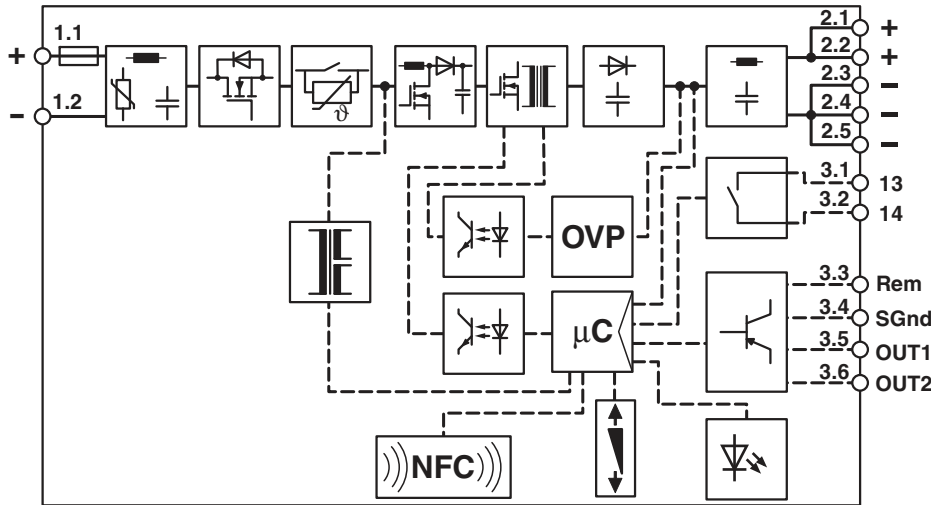 1.1
+
1.2
−
ϑ
2.1 +
2.2 +
2.3 −
2.4 −
2.5 −
3.1 13
3.2 14
OVP
3.3 Rem
3.4 SGnd
µC
3.5 OUT1
3.6 OUT2
NFC